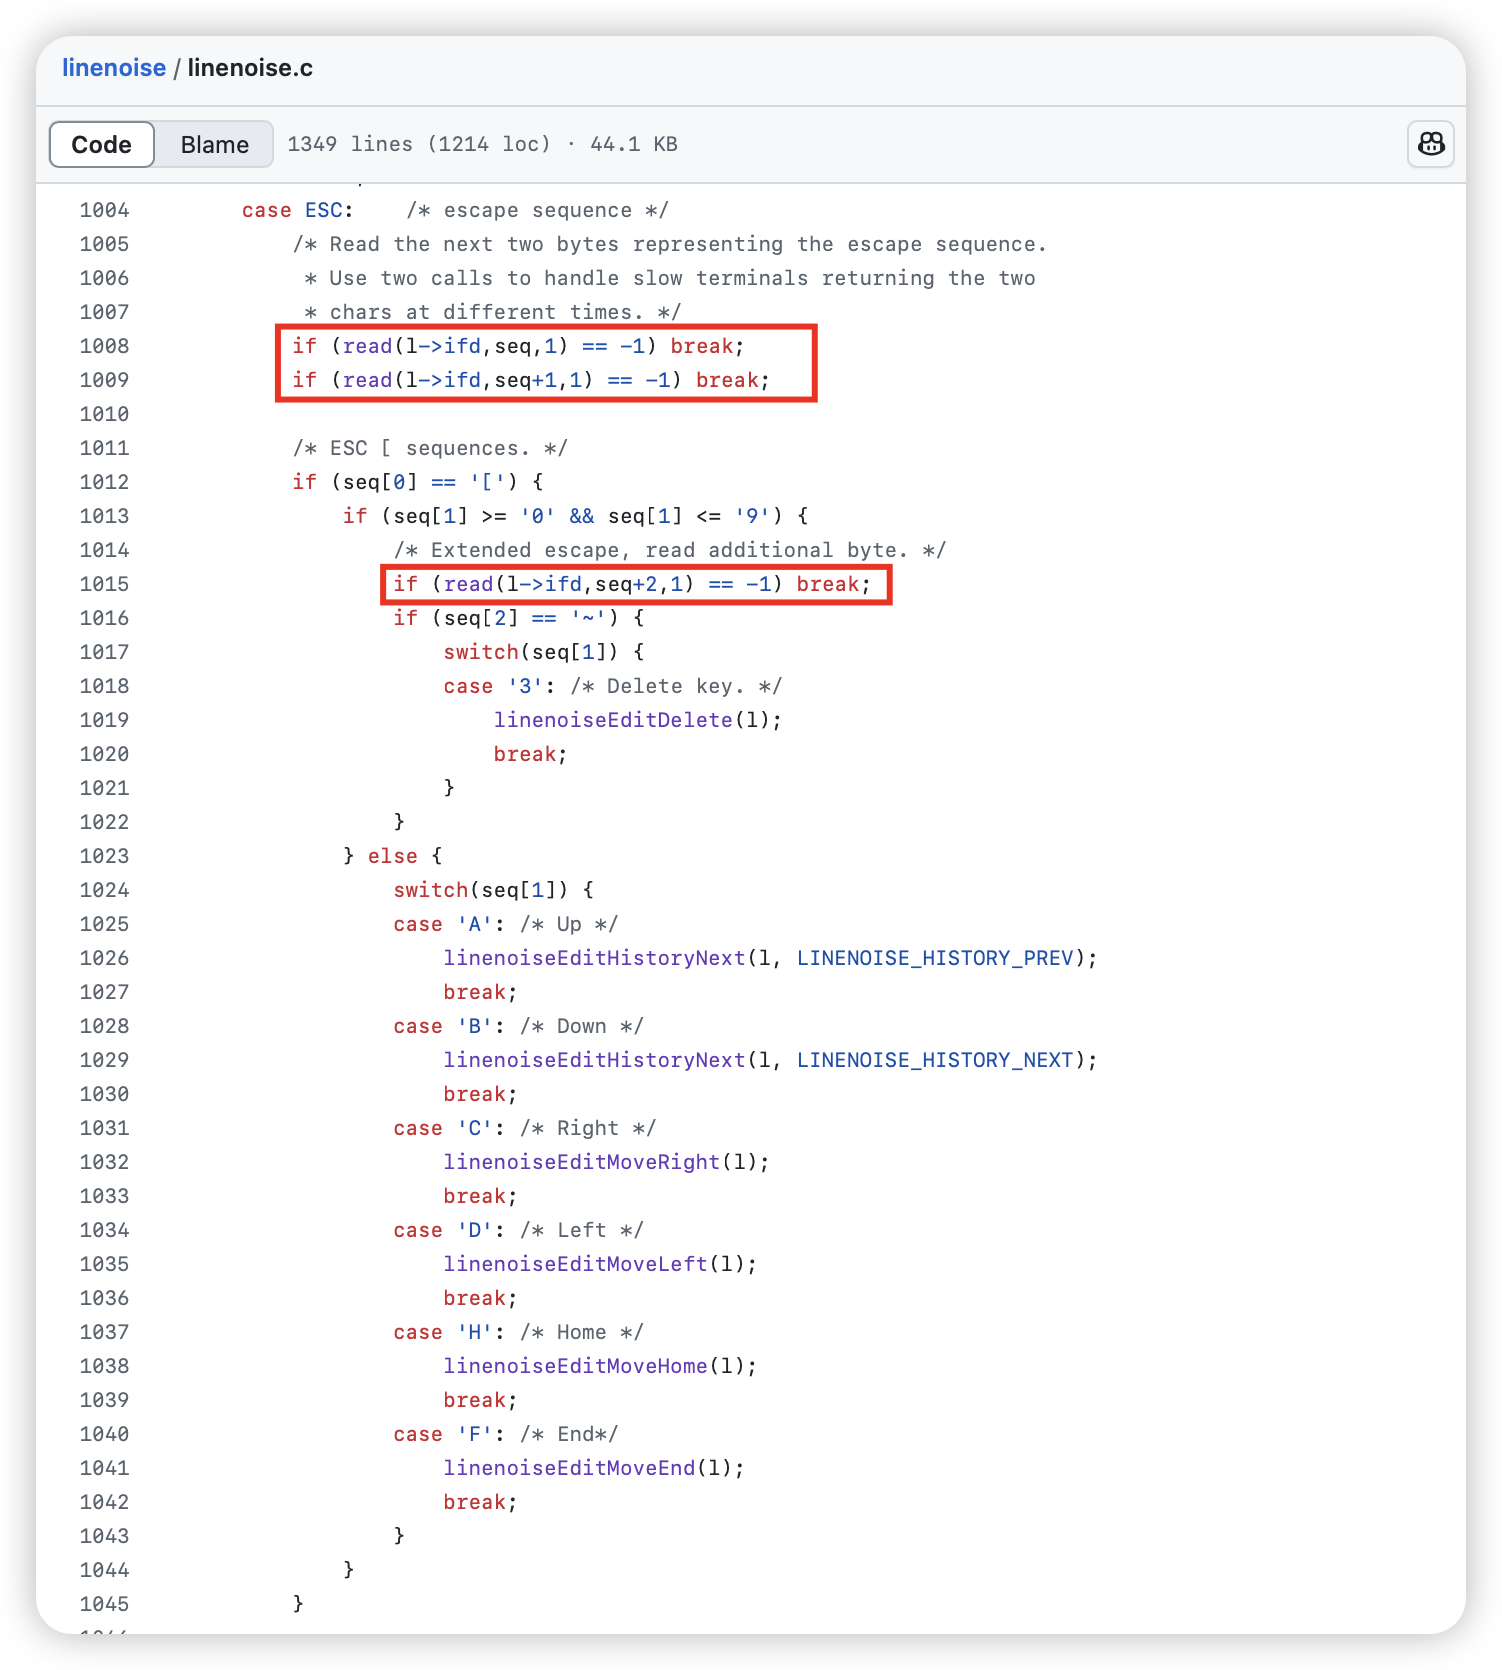 linenoise / linenoise.c
Code Blame 1349 lines (1214 loc) · 44.1 KB
1004 case ESC: /* escape sequence */
1005 /* Read the next two bytes representing the escape sequence.
1006 * Use two calls to handle slow terminals returning the two
1007 * chars at different times. */
1008 if (read(l->ifd,seq,1) == -1) break;
1009 if (read(l->ifd,seq+1,1) == -1) break;
1010
1011 /* ESC [ sequences. */
1012 if (seq[0] == '[') {
1013 if (seq[1] >= '0' && seq[1] <= '9') {
1014 /* Extended escape, read additional byte. */
1015 if (read(l->ifd,seq+2,1) == -1) break;
1016 if (seq[2] == '~') {
1017 switch(seq[1]) {
1018 case '3': /* Delete key. */
1019 linenoiseEditDelete(l);
1020 break;
1021 }
1022 }
1023 } else {
1024 switch(seq[1]) {
1025 case 'A': /* Up */
1026 linenoiseEditHistoryNext(l, LINENOISE_HISTORY_PREV);
1027 break;
1028 case 'B': /* Down */
1029 linenoiseEditHistoryNext(l, LINENOISE_HISTORY_NEXT);
1030 break;
1031 case 'C': /* Right */
1032 linenoiseEditMoveRight(l);
1033 break;
1034 case 'D': /* Left */
1035 linenoiseEditMoveLeft(l);
1036 break;
1037 case 'H': /* Home */
1038 linenoiseEditMoveHome(l);
1039 break;
1040 case 'F': /* End*/
1041 linenoiseEditMoveEnd(l);
1042 break;
1043 }
1044 }
1045 }